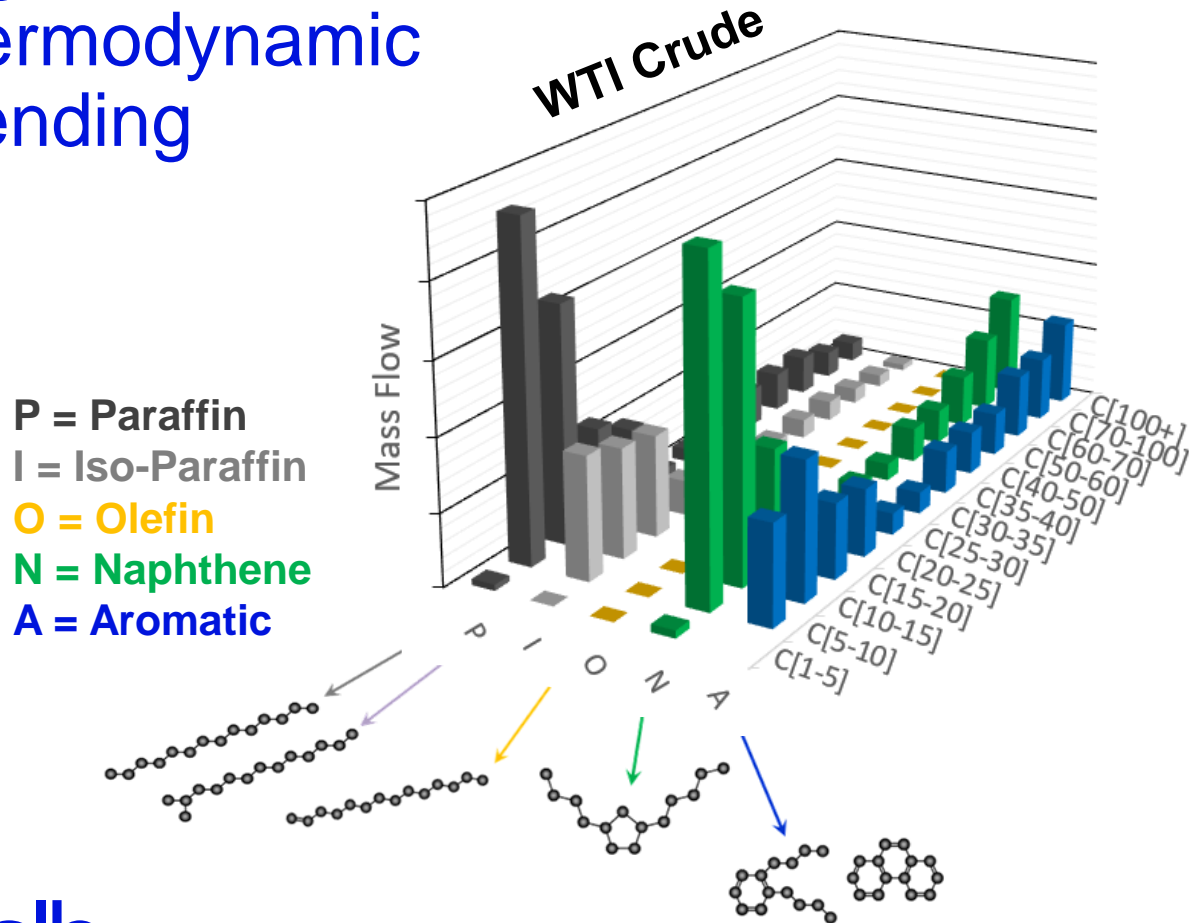 ermodynamic
ending
WTI Crude
Mass Flow
P = Paraffin
I = Iso-Paraffin
O = Olefin
N = Naphthene
A = Aromatic
P
I
O
N
A
C[1-5]
C[5-10]
C[10-15]
C[15-20]
C[20-25]
C[25-30]
C[30-35]
C[35-40]
C[40-50]
C[50-60]
C[60-70]
C[70-100]
C[100+]